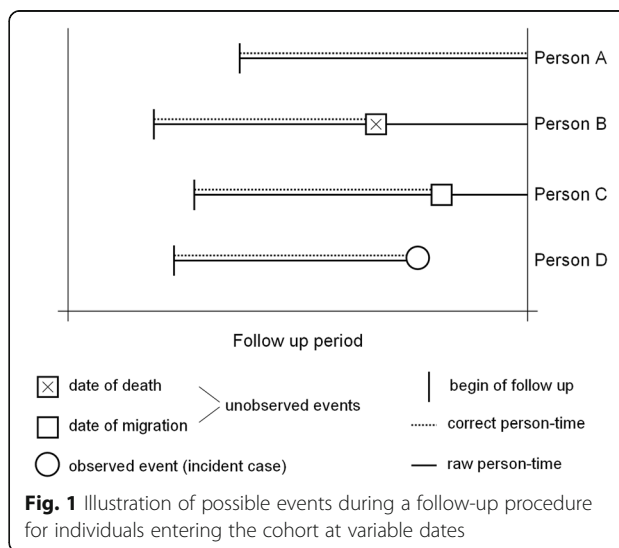 Person A
Person B
Person C
Person D
Follow up period
date of death
date of migration
unobserved events
observed event (incident case)
begin of follow up
correct person-time
raw person-time
Fig. 1 Illustration of possible events during a follow-up procedure
for individuals entering the cohort at variable dates